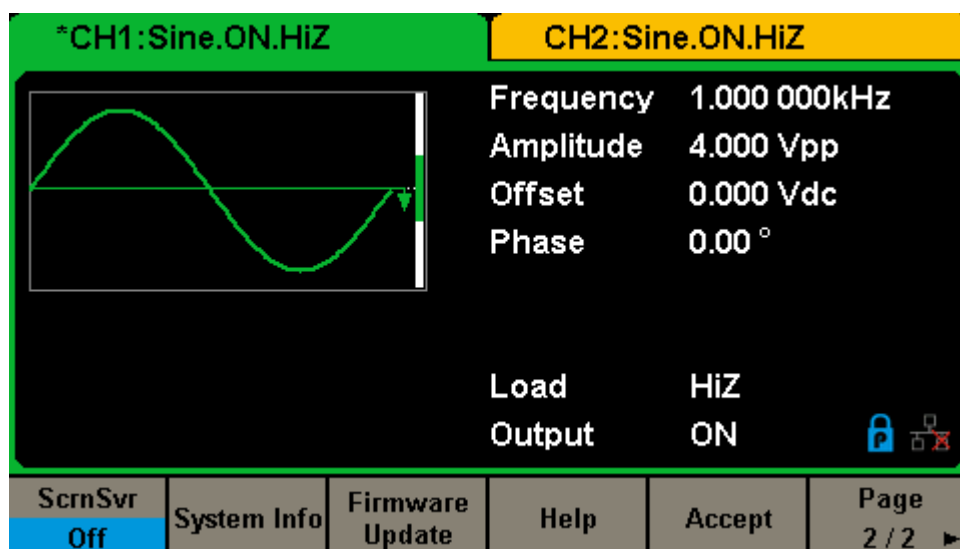 *CH1:Sine.ON.HiZ
CH2:Sine.ON.HiZ
Frequency 1.000 000kHz
Amplitude 4.000 Vpp
Offset 0.000 Vdc
Phase 0.00 °
Load HiZ
Output ON
P
ScrnSvr
Off
System Info
Firmware
Update
Help
Accept
Page
2 / 2 ►